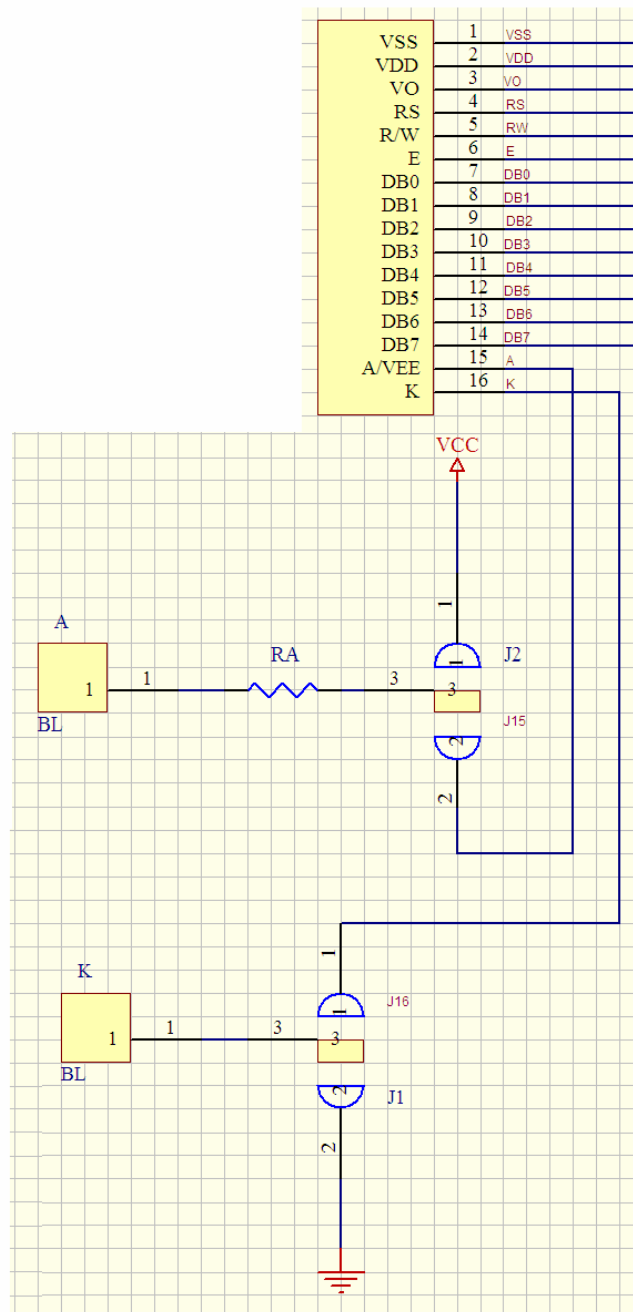 VSS 1 VSS
VDD 2 VDD
VO 3 VO
RS 4 RS
R/W 5 RW
E 6 E
DB0 7 DB0
DB1 8 DB1
DB2 9 DB2
DB3 10 DB3
DB4 11 DB4
DB5 12 DB5
DB6 13 DB6
DB7 14 DB7
A/VEE 15 A
K 16 K
VCC
1
A
1 J2
RA
1 1 3 3
BL
J15
2
2
1
K
1 J16
1 1 3 3
BL
2 J1
2